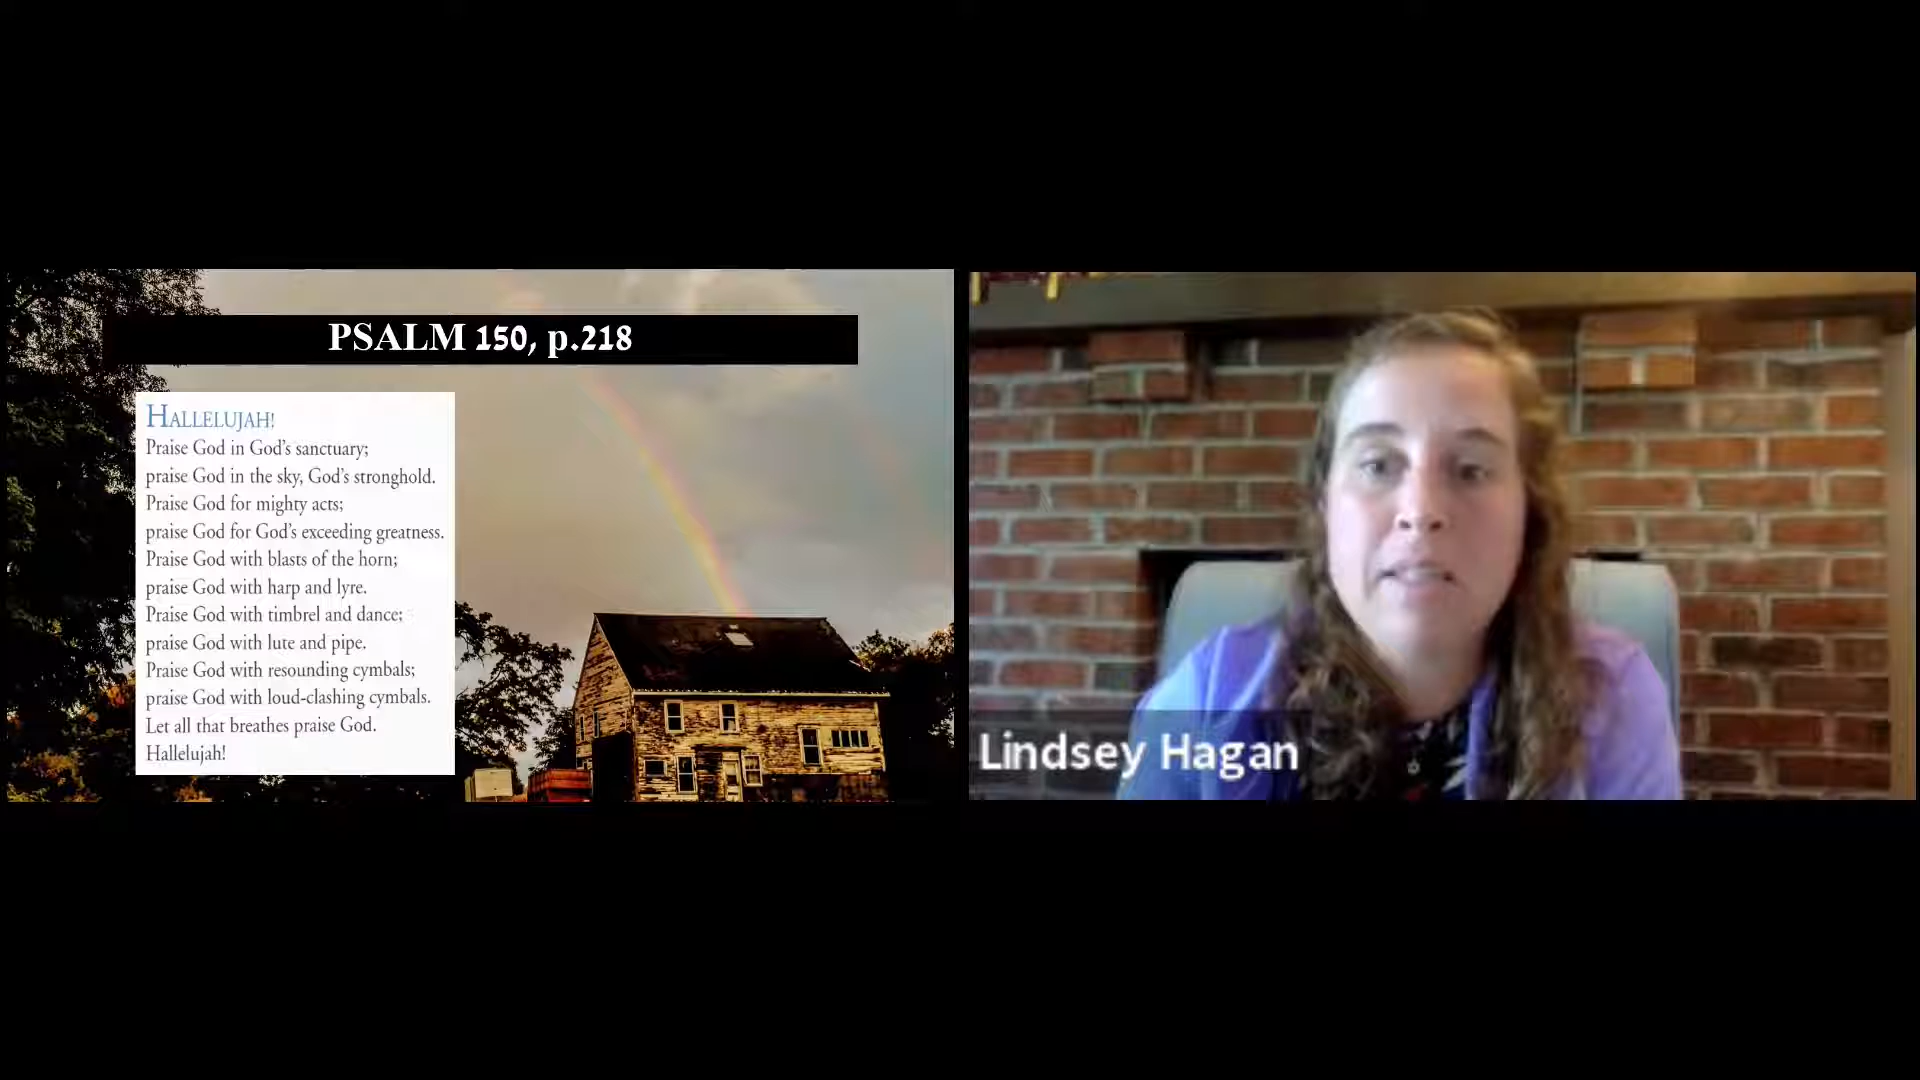 PSALM 150, p.218
HALLELUJAH!
Praise God in God's sanctuary;
praise God in the sky, God's stronghold.
Praise God for mighty acts;
praise God for God's exceeding greatness.
Praise God with blasts of the horn;
praise God with harp and lyre.
Praise God with timbrel and dance;
praise God with lute and pipe.
Praise God with resounding cymbals;
praise God with loud-clashing cymbals.
Let all that breathes praise God.
Hallelujah!
Lindsey Hagan